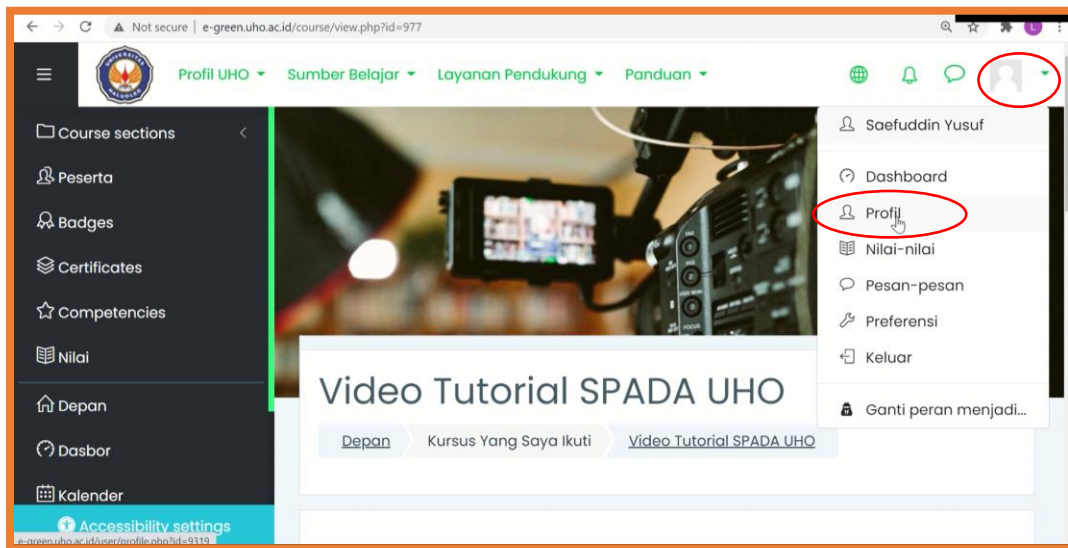 Not secure | e-green.uho.ac.id/course/view.php?id=977
L
UNIVERSITAS
HALUOLEO
Profil UHO
Sumber Belajar
Layanan Pendukung
Panduan
Course sections
Peserta
Badges
Certificates
Competencies
Nilai
Depan
Dasbor
Kalender
Accessibility settings
e-green.uho.ac.id/user/profile.php?id=9319
Saefuddin Yusuf
Dashboard
Profil
Nilai-nilai
Pesan-pesan
Preferensi
Keluar
Ganti peran menjadi...
Video Tutorial SPADA UHO
Depan
Kursus Yang Saya Ikuti
Video Tutorial SPADA UHO